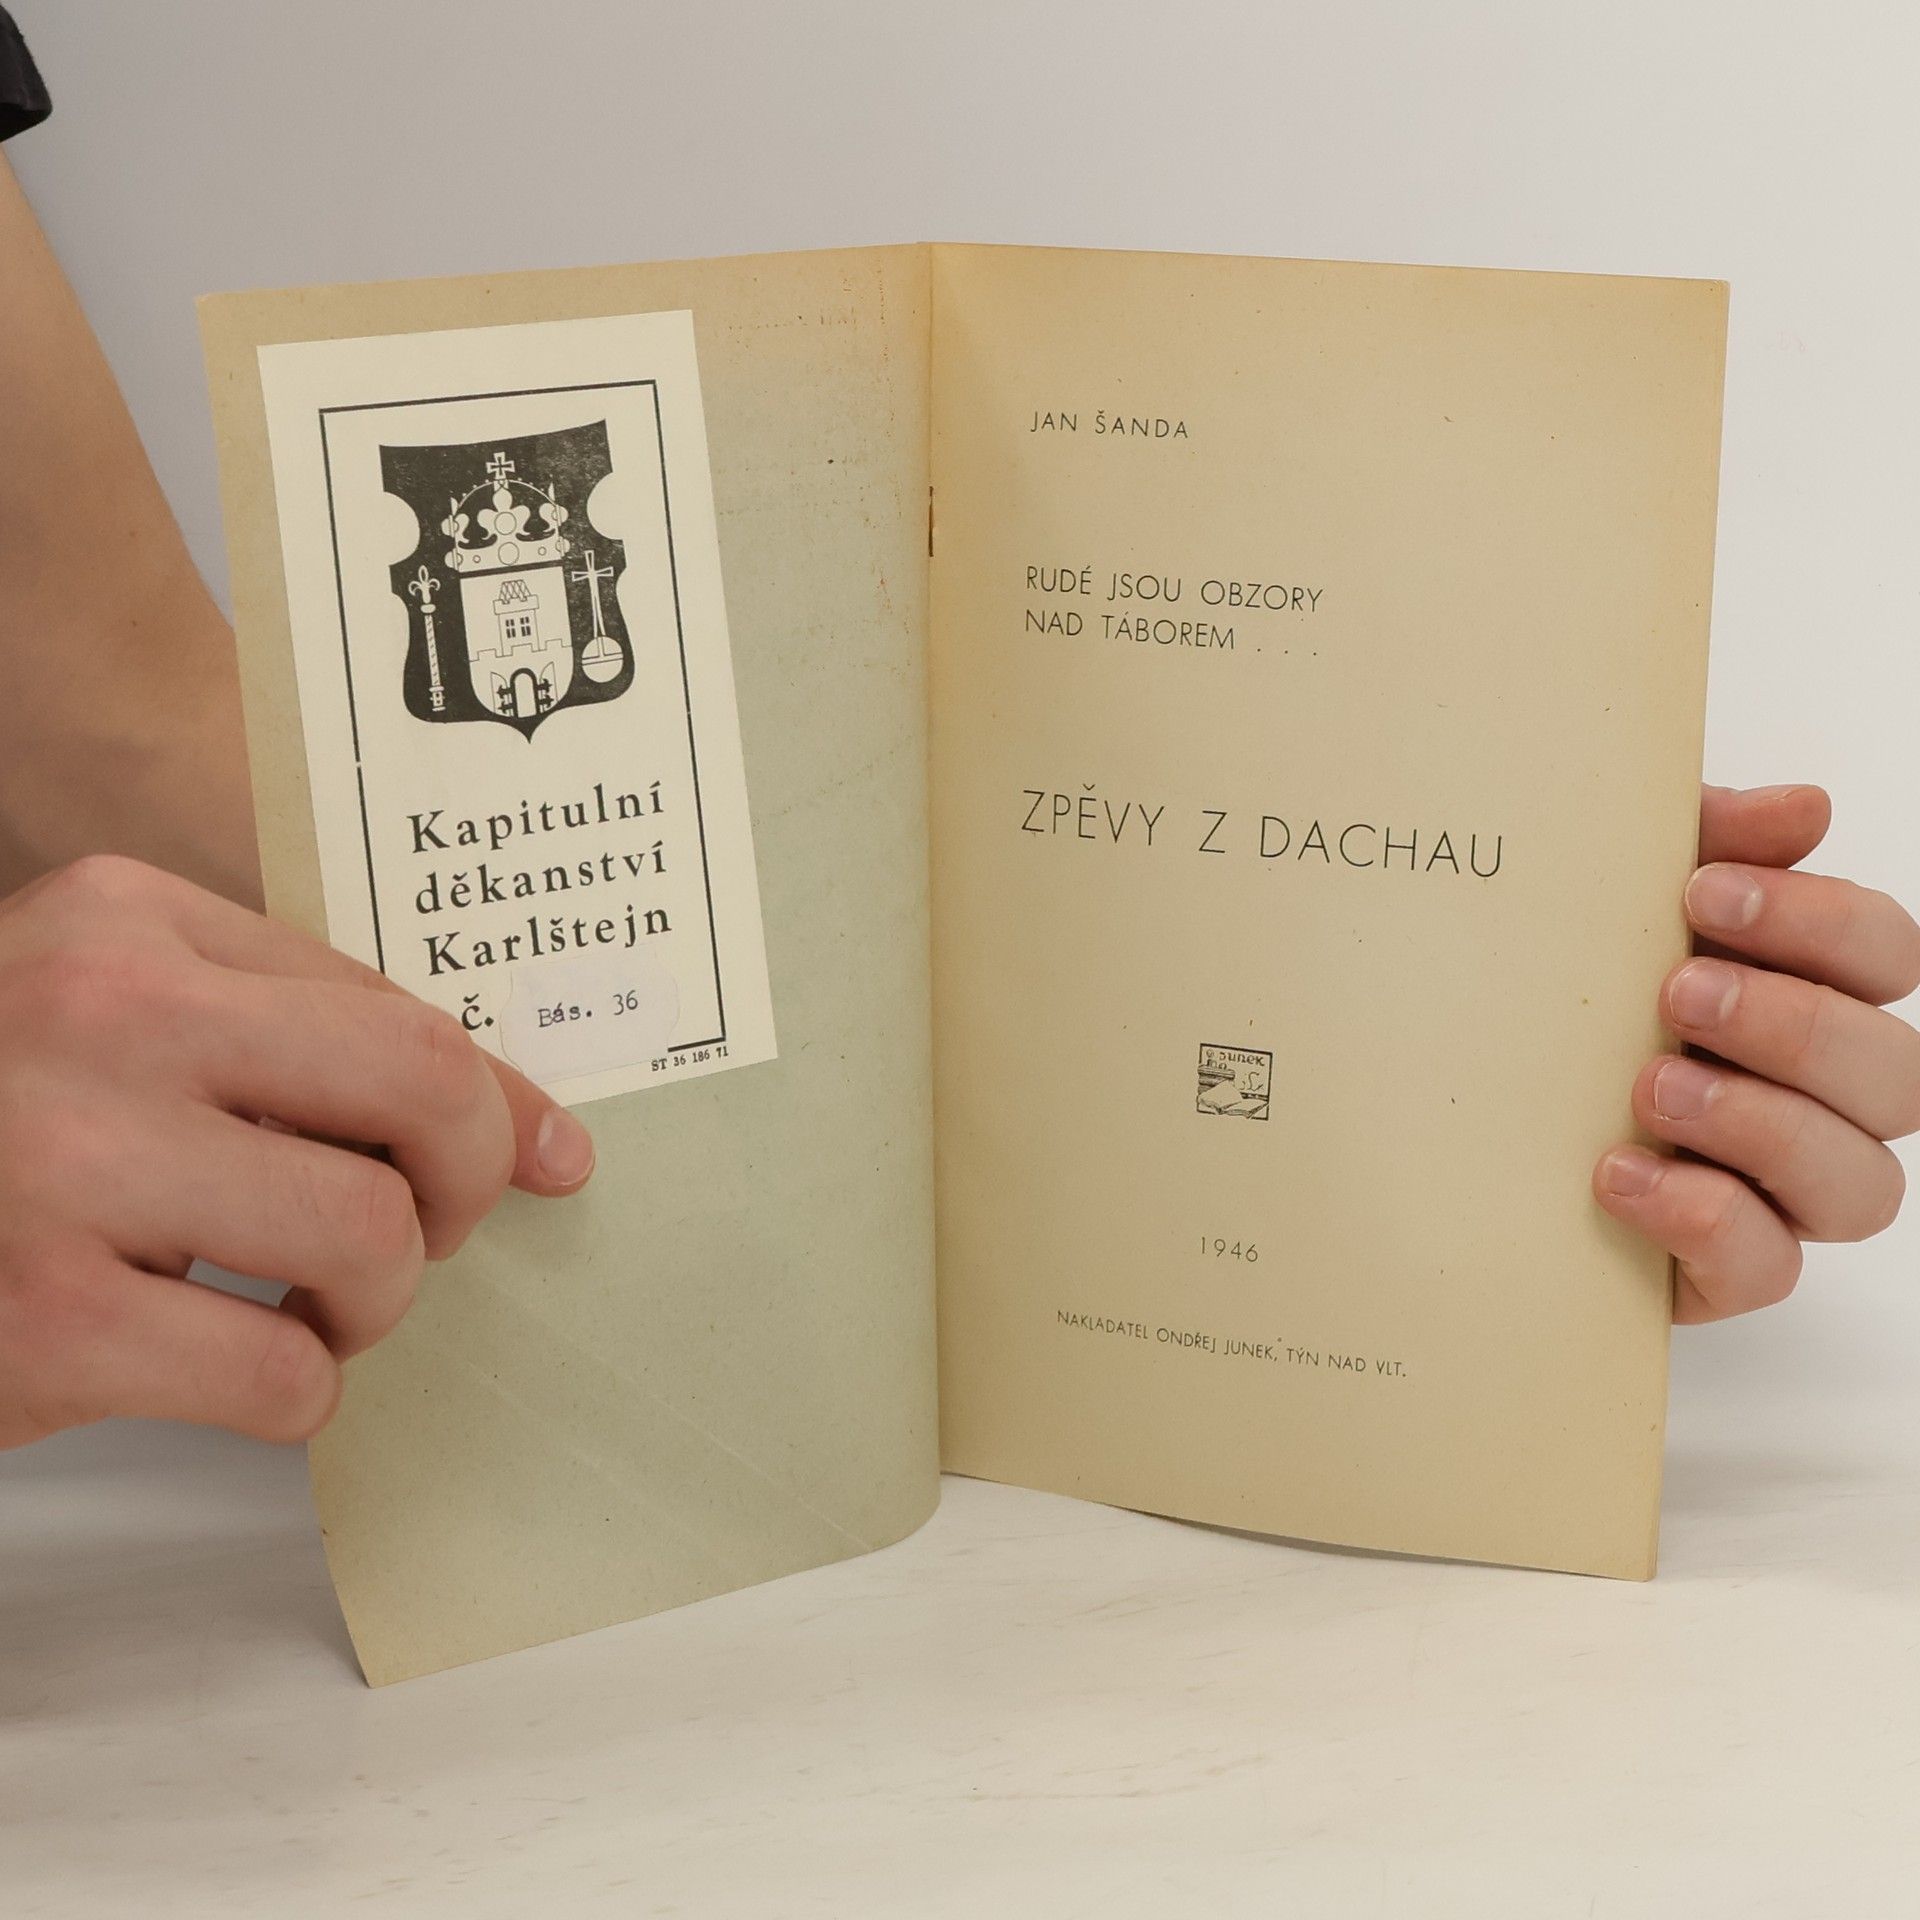 Kapitulní
děkanství
Karlštejn
č. Bás. 36
ST 36 186 71
JAN ŠANDA
RUDÉ JSOU OBZORY
NAD TÁBOREM . . .
ZPĚVY Z DACHAU
JUNEK
1946
NAKLADATEL ONDŘEJ JUNEK, TÝN NAD VLT.